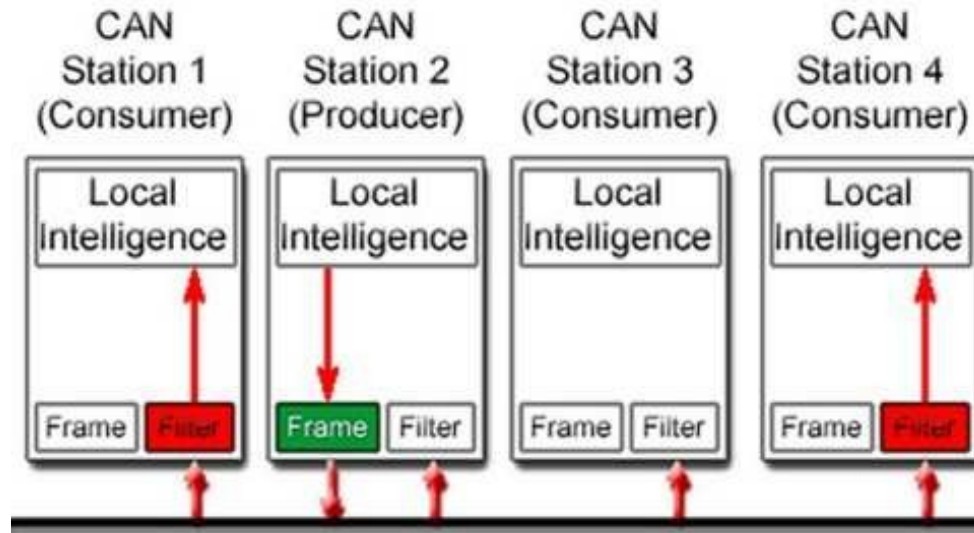 CAN
Station 1
(Consumer)
CAN
Station 2
(Producer)
CAN
Station 3
(Consumer)
CAN
Station 4
(Consumer)
Local
Intelligence
Frame
Filter
Local
Intelligence
Frame
Filter
Local
Intelligence
Frame
Filter
Local
Intelligence
Frame
Filter